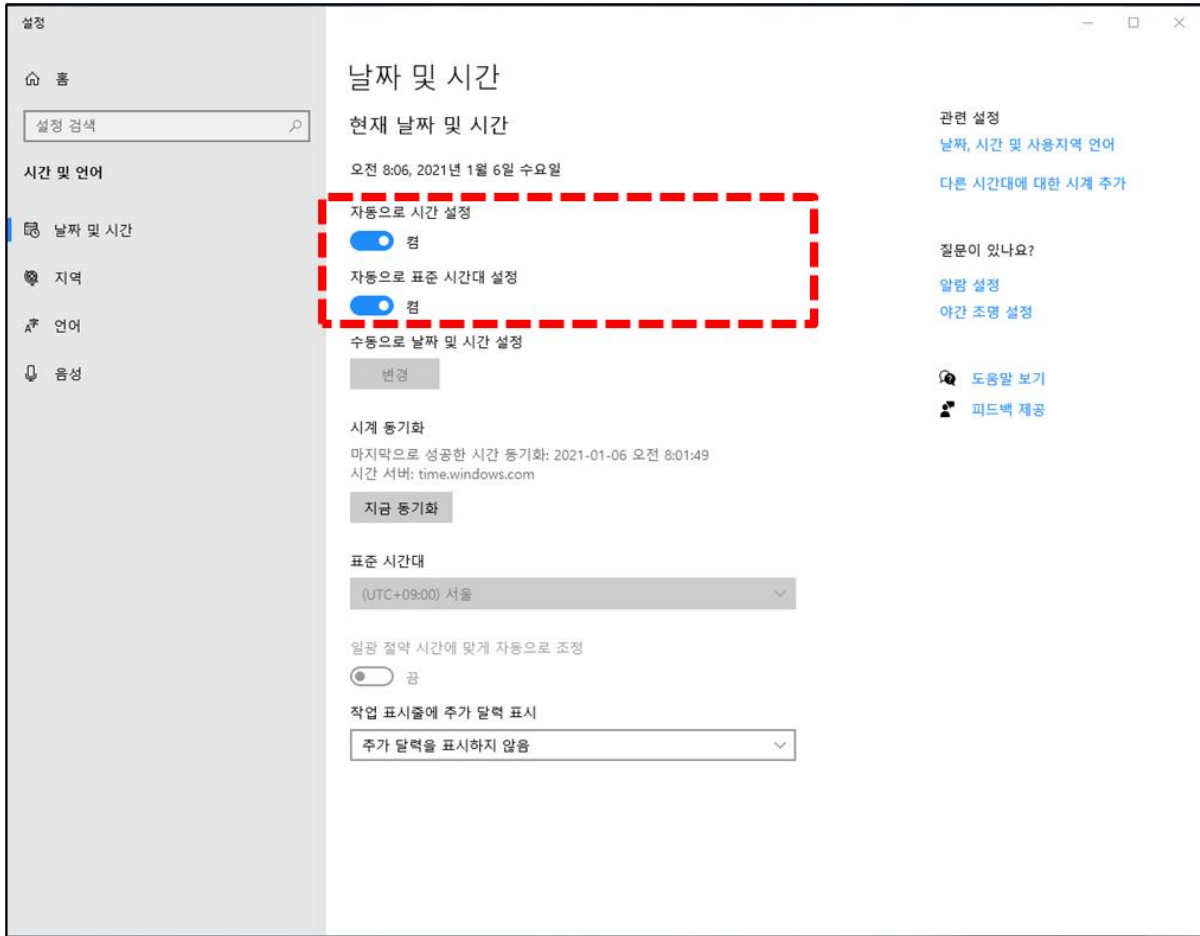 설정
홈
설정 검색
시간 및 언어
날짜 및 시간
지역
언어
음성
날짜 및 시간
현재 날짜 및 시간
오전 8:06, 2021년 1월 6일 수요일
자동으로 시간 설정
켬
자동으로 표준 시간대 설정
켬
수동으로 날짜 및 시간 설정
변경
시계 동기화
마지막으로 성공한 시간 동기화: 2021-01-06 오전 8:01:49
시간 서버: time.windows.com
지금 동기화
표준 시간대
(UTC+09:00) 서울
일광 절약 시간에 맞게 자동으로 조정
끔
작업 표시줄에 추가 달력 표시
추가 달력을 표시하지 않음
관련 설정
날짜, 시간 및 사용지역 언어
다른 시간대에 대한 시계 추가
질문이 있나요?
알람 설정
야간 조명 설정
도움말 보기
피드백 제공